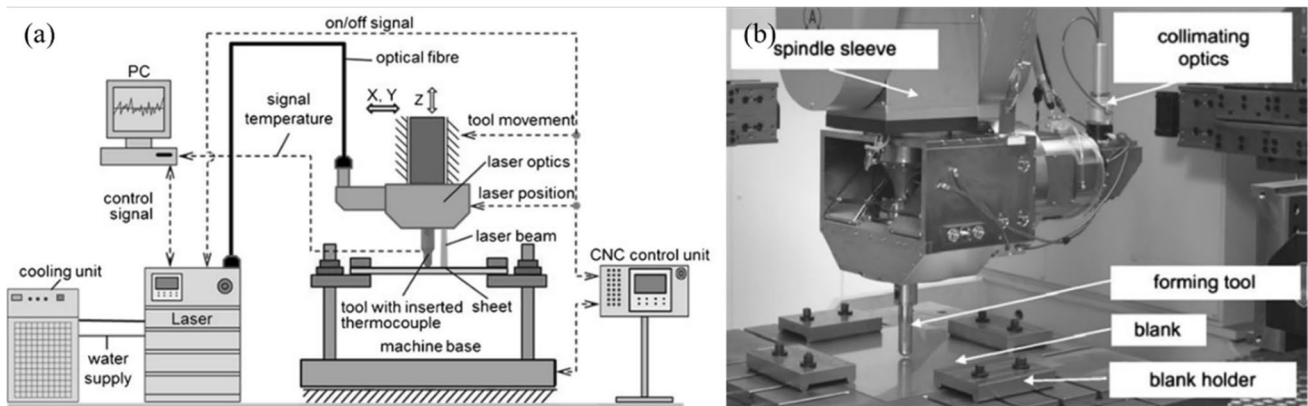 (a)
on/off signal
optical fibre
PC
signal
temperature
X, Y
Z
tool movement
laser optics
control
signal
laser position
laser beam
CNC control unit
cooling unit
Laser
tool with inserted
thermocouple
sheet
water
supply
machine base
(b)
A
spindle sleeve
collimating
optics
forming tool
blank
blank holder